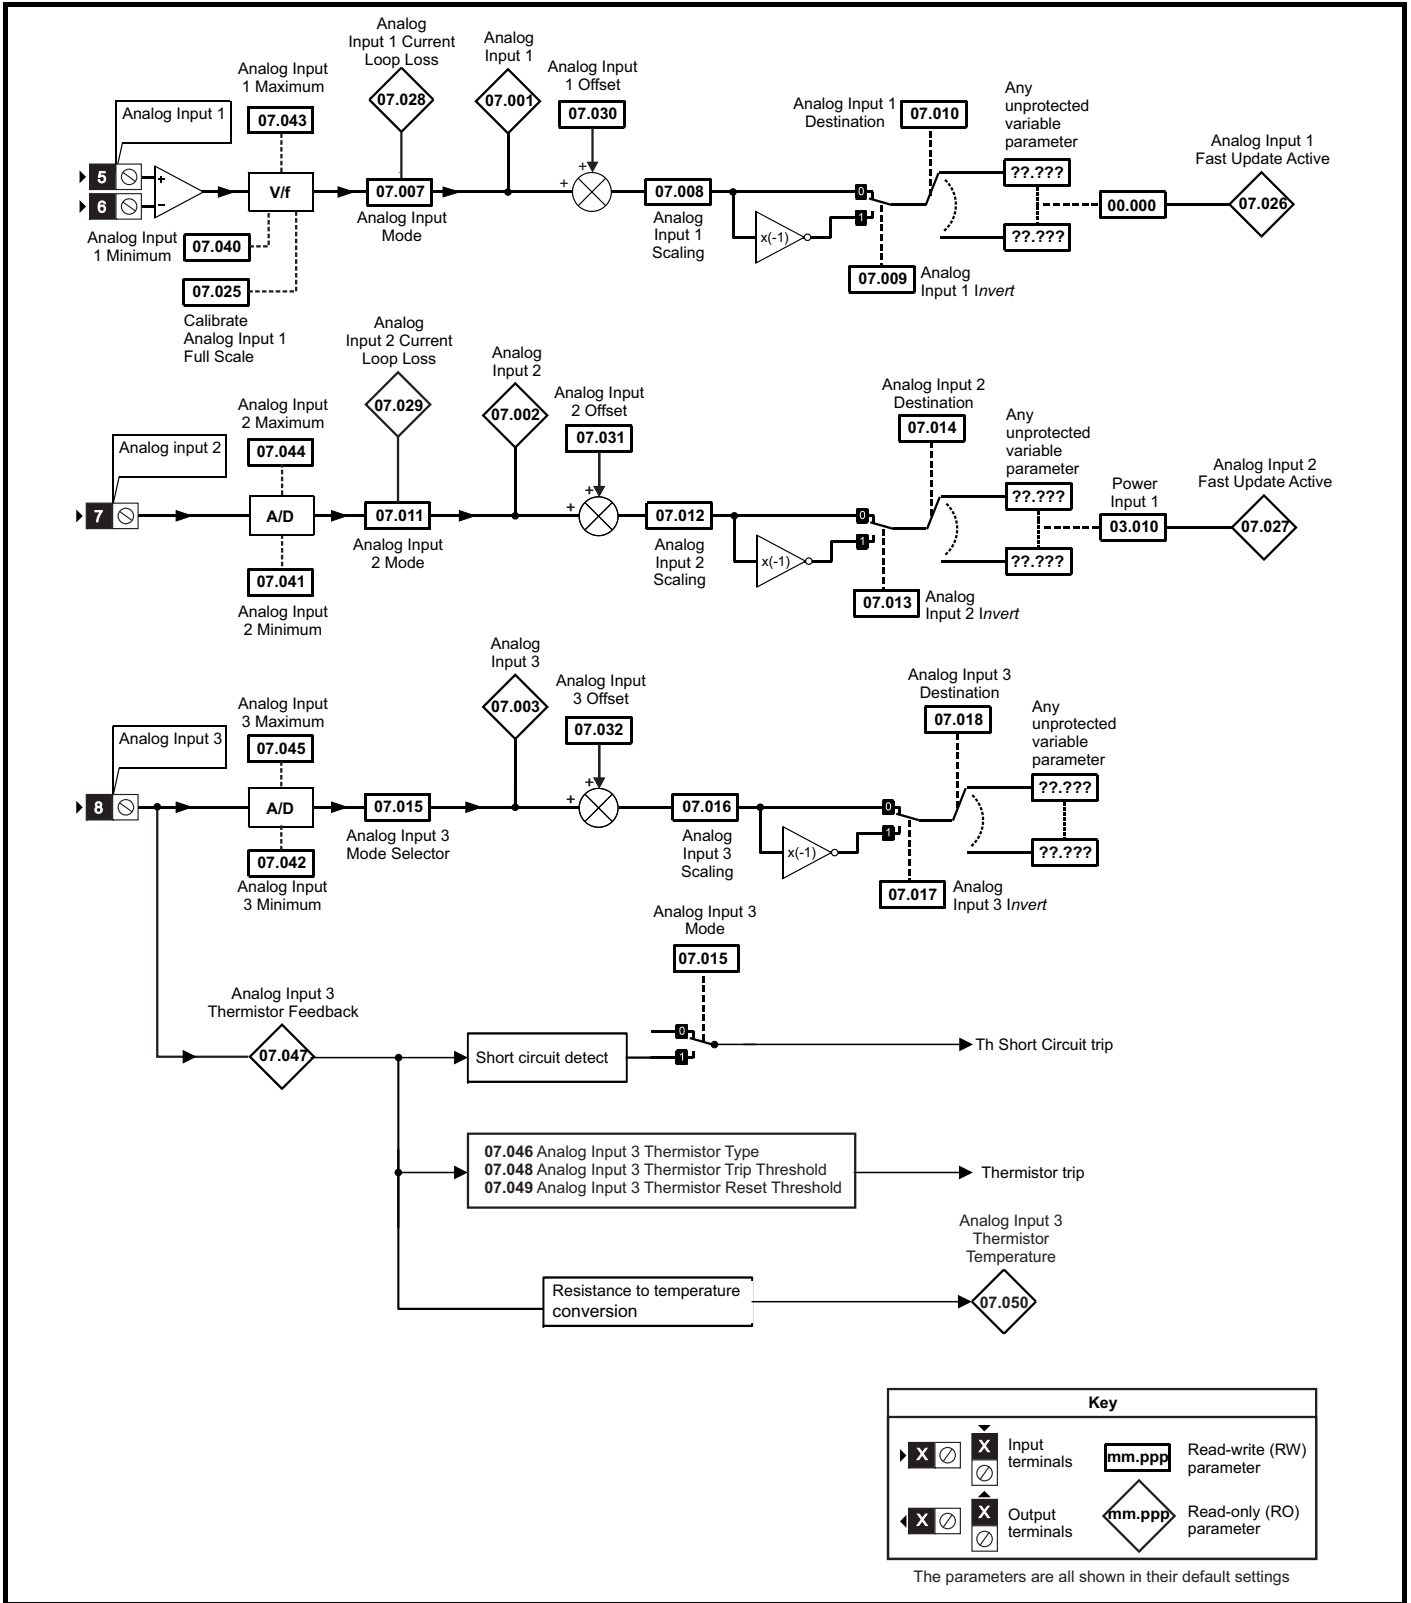 Analog
Input 1 Current
Loop Loss
Analog
Input 1
Analog Input
1 Maximum
Analog Input
1 Offset
Analog Input 1
Destination
Any
unprotected
variable
parameter
Analog Input 1
Fast Update Active
Analog Input 1
07.043
07.028
07.001
07.030
07.010
5
6
+
−
V/f
07.007
Analog Input
Mode
+
+
07.008
Analog
Input 1
Scaling
x(-1)
0
1
??.???
??.???
00.000
07.026
Analog Input
1 Minimum
07.040
07.025
Calibrate
Analog Input 1
Full Scale
07.009
Analog
Input 1 Invert
Analog
Input 2 Current
Loop Loss
Analog
Input 2
Analog Input
2 Maximum
Analog Input
2 Offset
Analog Input 2
Destination
Any
unprotected
variable
parameter
Power
Input 1
Analog Input 2
Fast Update Active
Analog input 2
07.044
07.029
07.002
07.031
07.014
7
A/D
07.011
Analog Input
2 Mode
+
+
07.012
Analog
Input 2
Scaling
x(-1)
0
1
??.???
??.???
03.010
07.027
07.041
Analog Input
2 Minimum
07.013
Analog
Input 2 Invert
Analog
Input 3
Analog Input
3 Maximum
Analog Input
3 Offset
Analog Input 3
Destination
Any
unprotected
variable
parameter
Analog Input 3
07.045
07.003
07.032
07.018
8
A/D
07.015
Analog Input 3
Mode Selector
+
+
07.016
Analog
Input 3
Scaling
x(-1)
0
1
??.???
??.???
07.042
Analog Input
3 Minimum
07.017
Analog
Input 3 Invert
Analog Input 3
Mode
07.015
Analog Input 3
Thermistor Feedback
07.047
Short circuit detect
0
1
Th Short Circuit trip
07.046 Analog Input 3 Thermistor Type
07.048 Analog Input 3 Thermistor Trip Threshold
07.049 Analog Input 3 Thermistor Reset Threshold
Thermistor trip
Analog Input 3
Thermistor
Temperature
Resistance to temperature
conversion
07.050
Key
X
X
Input
terminals
mm.ppp
Read-write (RW)
parameter
X
X
Output
terminals
mm.ppp
Read-only (RO)
parameter
The parameters are all shown in their default settings